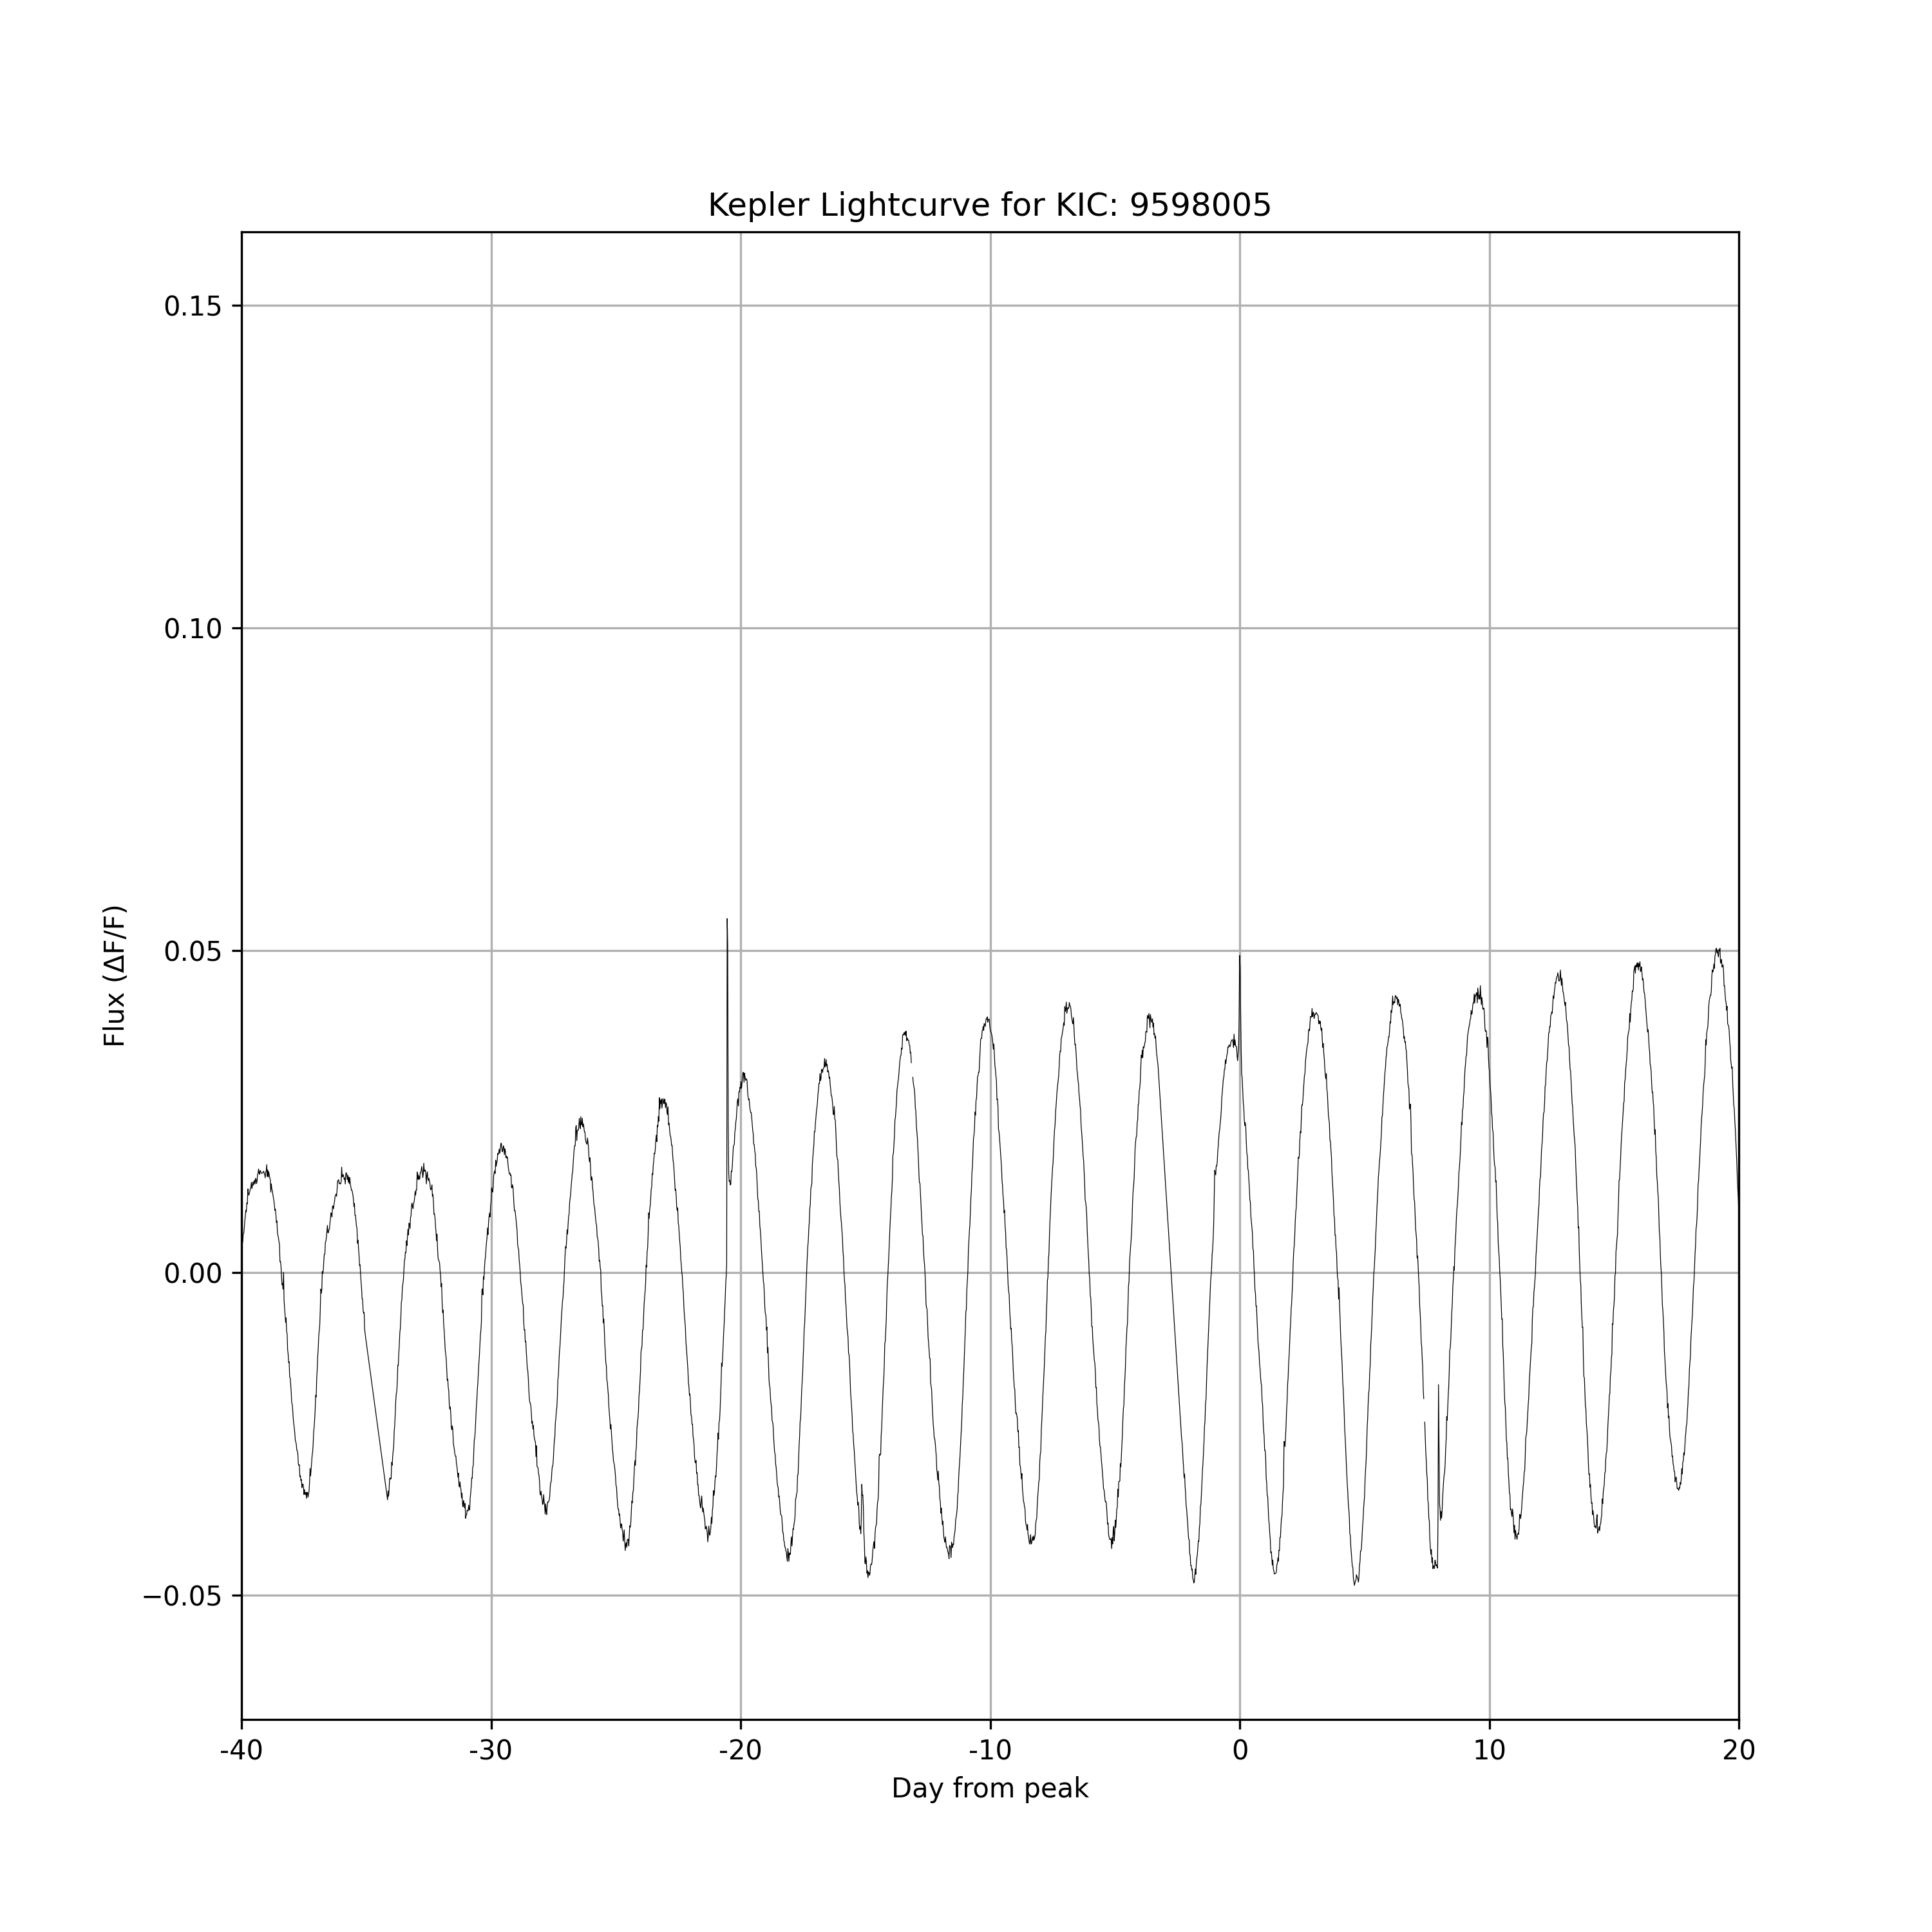 Kepler Lightcurve for KIC: 9598005
0.15
0.10
0.05
0.00
−0.05
Flux (ΔF/F)
-40 -30 -20 -10 0 10 20
Day from peak